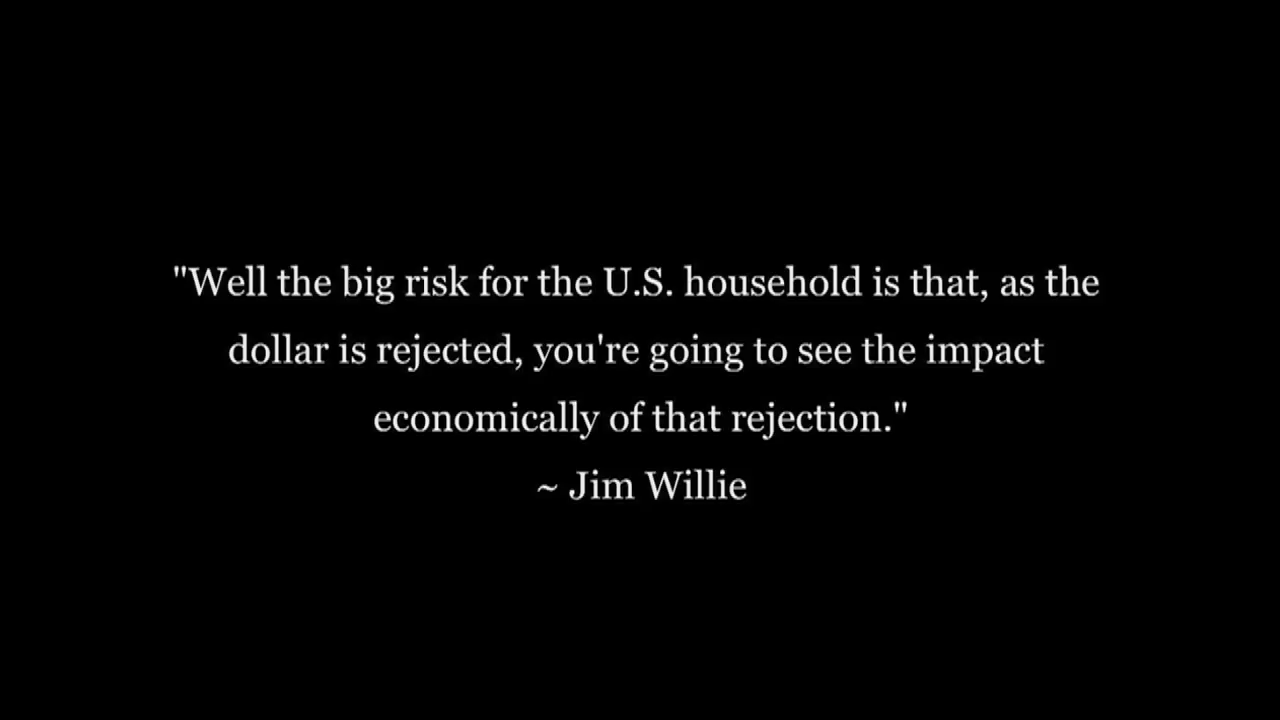 "Well the big risk for the U.S. household is that, as the
dollar is rejected, you're going to see the impact
economically of that rejection."
~ Jim Willie